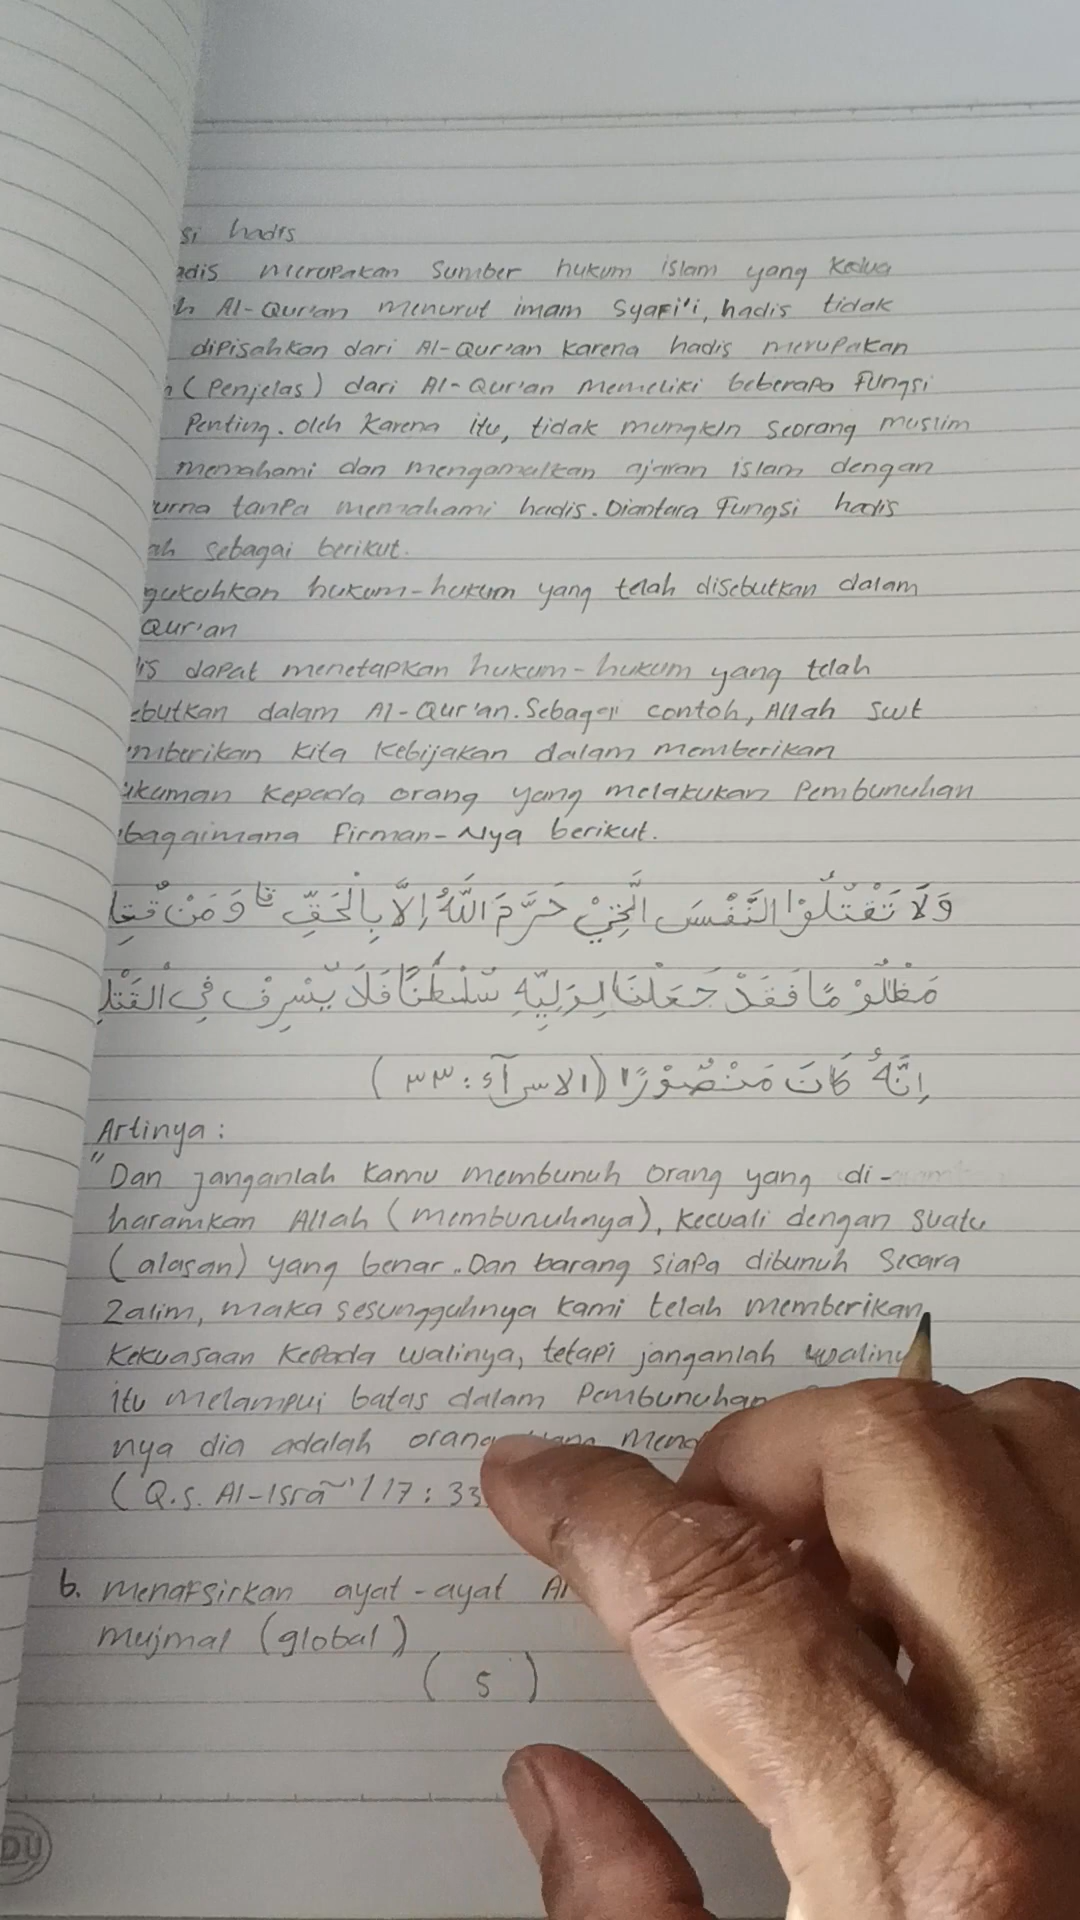 si hadis
adis merupakan Sumber hukum islam yang Kedua
h Al-Qur'an menurut imam Syafi'i, hadis tidak
dipisahkan dari Al-Qur'an Karena hadis merupakan
n (Penjelas) dari Al-Qur'an Memeliki beberapa Fungsi
Penting. Oleh Karena itu, tidak mungkin Seorang muslim
memahami dan mengamalkan ajaran islam dengan
urna tanpa memahami hadis. Diantara Fungsi hadis
ah sebagai berikut.
gukuhkan hukum-hukum yang telah disebutkan dalam
Qur'an
is dapat menetapkan hukum-hukum yang telah
ebutkan dalam Al-Qur'an. Sebagai contoh, Allah Swt
mberikan Kita Kebijakan dalam memberikan
ukuman Kepada orang yang melakukan Pembunuhan
bagaimana Firman-Nya berikut.
وَلَا تَقْتُلُوْا النَّفْسَ الَّتِيْ حَرَّمَ اللّٰهُ اِلَّا بِالْحَقِّ ۗ وَمَنْ قُتِلَ
مَظْلُوْمًا فَقَدْ جَعَلْنَا لِوَلِيِّهٖ سُلْطٰنًا فَلَا يُسْرِفْ فِى الْقَتْلِ
اِنَّهٗ كَانَ مَنْصُوْرًا (الاسرآء : ٣٣)
Artinya :
"Dan janganlah Kamu membunuh Orang yang di-
haramkan Allah (membunuhnya), Kecuali dengan suatu
(alasan) yang benar. Dan barang siapa dibunuh Secara
Zalim, maka sesungguhnya Kami telah memberikan
Kekuasaan Kepada walinya, tetapi janganlah waliny
itu melampui batas dalam Pembunuhan
nya dia adalah orang
(Q.S. Al-Isrā'/17 : 33
b. menafsirkan ayat-ayat Al
mujmal (global)
(5)
DU